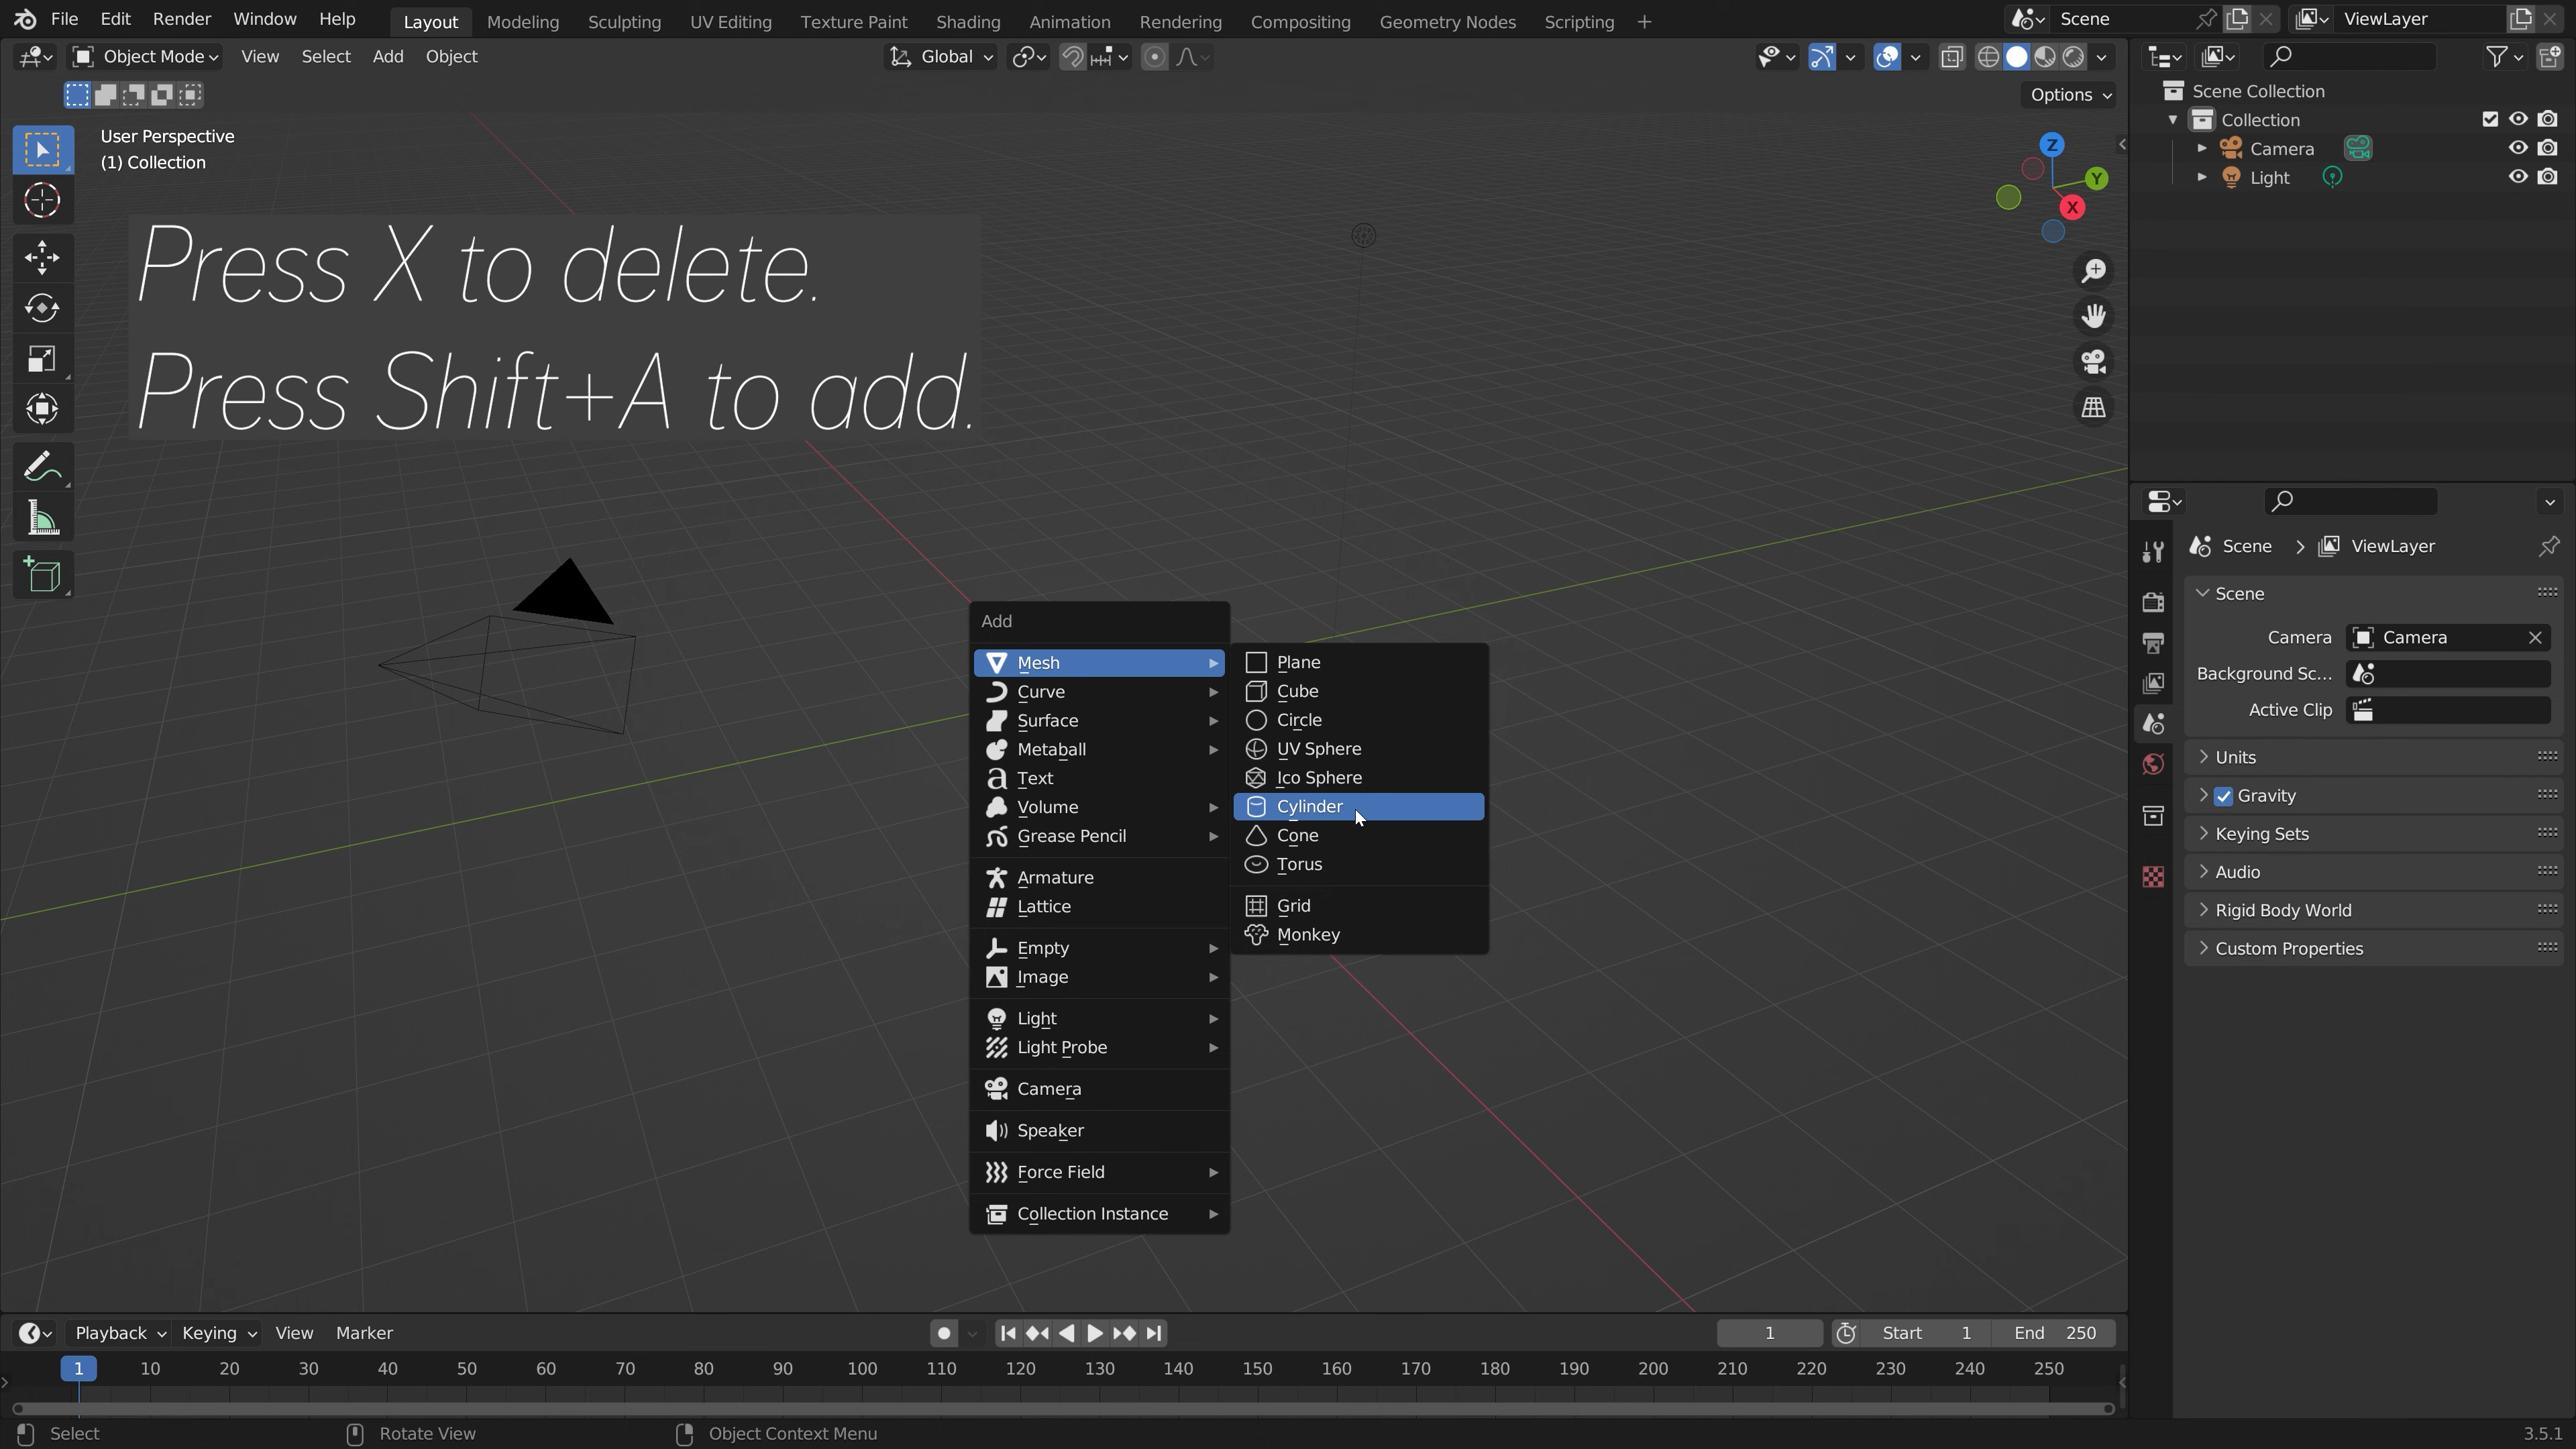 File Edit Render Window Help Layout Modeling Sculpting UV Editing Texture Paint Shading Animation Rendering Compositing Geometry Nodes Scripting + Scene ViewLayer
Object Mode View Select Add Object Global
Options
User Perspective
(1) Collection
Press X to delete.
Press Shift+A to add.
Z
Y
X
Add
Mesh
Curve
Surface
Metaball
Text
Volume
Grease Pencil
Armature
Lattice
Empty
Image
Light
Light Probe
Camera
Speaker
Force Field
Collection Instance
Plane
Cube
Circle
UV Sphere
Ico Sphere
Cylinder
Cone
Torus
Grid
Monkey
Scene Collection
Collection
Camera
Light
Scene > ViewLayer
Scene
Camera Camera
Background Sc...
Active Clip
Units
Gravity
Keying Sets
Audio
Rigid Body World
Custom Properties
Playback Keying View Marker 1 Start 1 End 250
1 10 20 30 40 50 60 70 80 90 100 110 120 130 140 150 160 170 180 190 200 210 220 230 240 250
Select Rotate View Object Context Menu 3.5.1